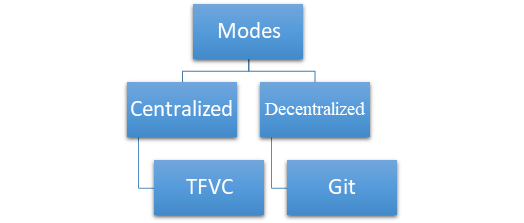 Modes
Centralized
Decentralized
TFVC
Git